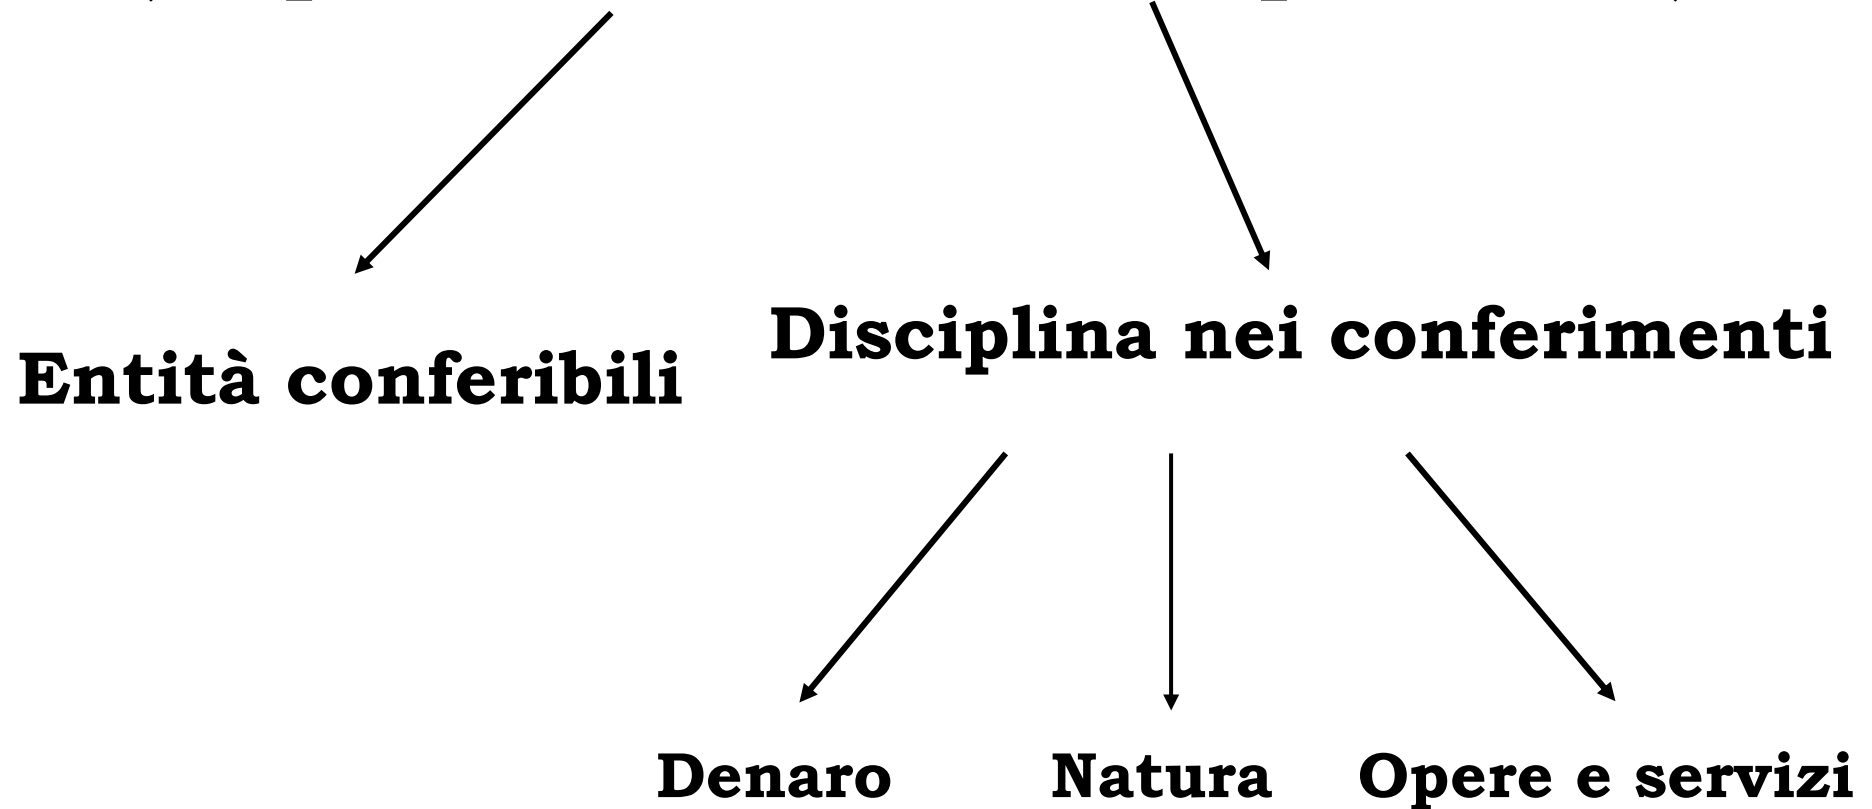 Disciplina nei conferimenti
Entità conferibili
Denaro
Natura
Opere e servizi